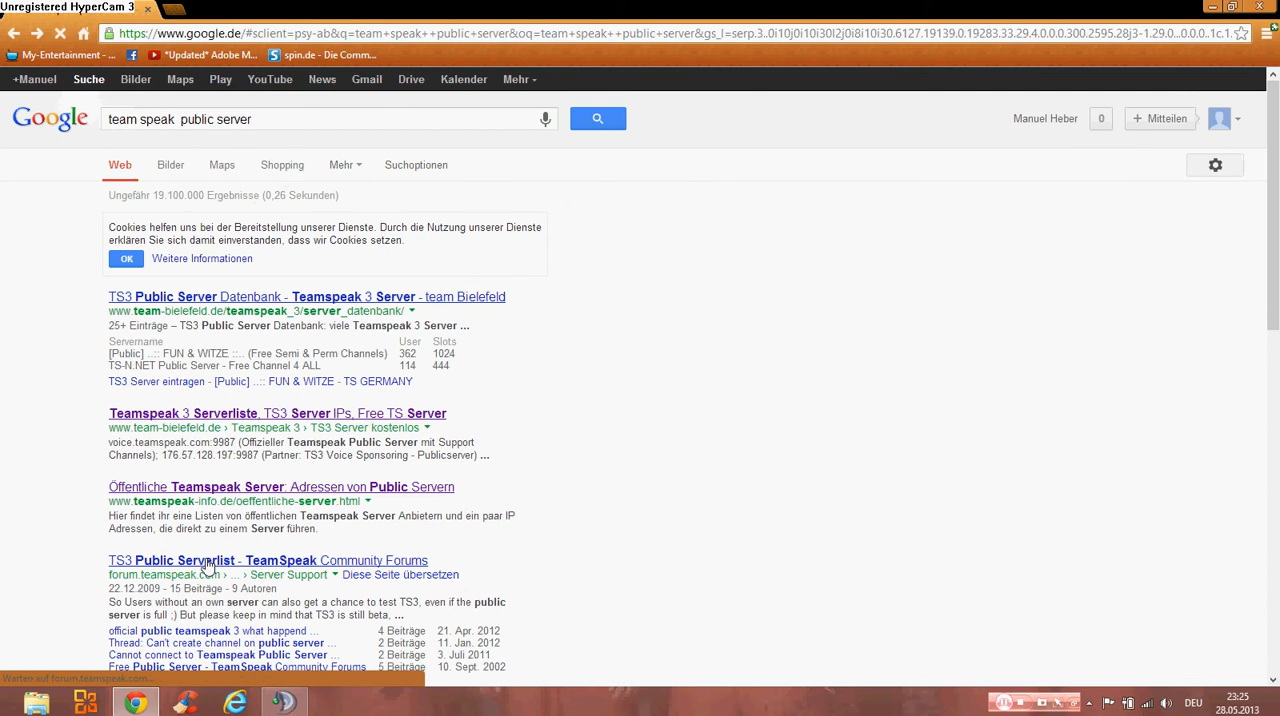 Unregistered HyperCam 3
https://www.google.de/#sclient=psy-ab&q=team+speak++public+server&oq=team+speak++public+server&gs_l=serp.3..0i10j0i10i30l2j0i10i30.6127.19139.0.19283.33.29.4.0.0.0.300.2595.28j3-1.29.0...0.0...1c.1.
My-Entertainment - ...
*Updated* Adobe M...
spin.de - Die Comm...
+Manuel Suche Bilder Maps Play YouTube News Gmail Drive Kalender Mehr
Google
team speak  public server
Manuel Heber 0 + Mitteilen
Web Bilder Maps Shopping Mehr Suchoptionen
Ungefähr 19.100.000 Ergebnisse (0,26 Sekunden)
Cookies helfen uns bei der Bereitstellung unserer Dienste. Durch die Nutzung unserer Dienste
erklären Sie sich damit einverstanden, dass wir Cookies setzen.
OK Weitere Informationen
TS3 Public Server Datenbank - Teamspeak 3 Server - team Bielefeld
www.team-bielefeld.de/teamspeak_3/server_datenbank/
25+ Einträge – TS3 Public Server Datenbank: viele Teamspeak 3 Server ...
Servername User Slots
[Public] ..:: FUN & WITZE ::.. (Free Semi & Perm Channels) 362 1024
TS-N.NET Public Server - Free Channel 4 ALL 114 444
TS3 Server eintragen - [Public] ..:: FUN & WITZE - TS GERMANY
Teamspeak 3 Serverliste, TS3 Server IPs, Free TS Server
www.team-bielefeld.de › Teamspeak 3 › TS3 Server kostenlos
voice.teamspeak.com:9987 (Offizieller Teamspeak Public Server mit Support
Channels); 176.57.128.197:9987 (Partner: TS3 Voice Sponsoring - Publicserver) ...
Öffentliche Teamspeak Server: Adressen von Public Servern
www.teamspeak-info.de/oeffentliche-server.html
Hier findet ihr eine Listen von öffentlichen Teamspeak Server Anbietern und ein paar IP
Adressen, die direkt zu einem Server führen.
TS3 Public Serverlist - TeamSpeak Community Forums
forum.teamspeak.com › ... › Server Support Diese Seite übersetzen
22.12.2009 - 15 Beiträge - 9 Autoren
So Users without an own server can also get a chance to test TS3, even if the public
server is full ;) But please keep in mind that TS3 is still beta, ...
official public teamspeak 3 what happend ... 4 Beiträge 21. Apr. 2012
Thread: Can't create channel on public server ... 2 Beiträge 11. Jan. 2012
Cannot connect to Teamspeak Public Server ... 2 Beiträge 3. Juli 2011
Free Public Server - TeamSpeak Community Forums 5 Beiträge 10. Sept. 2002
Warten auf forum.teamspeak.com...
DEU
23:25
28.05.2013